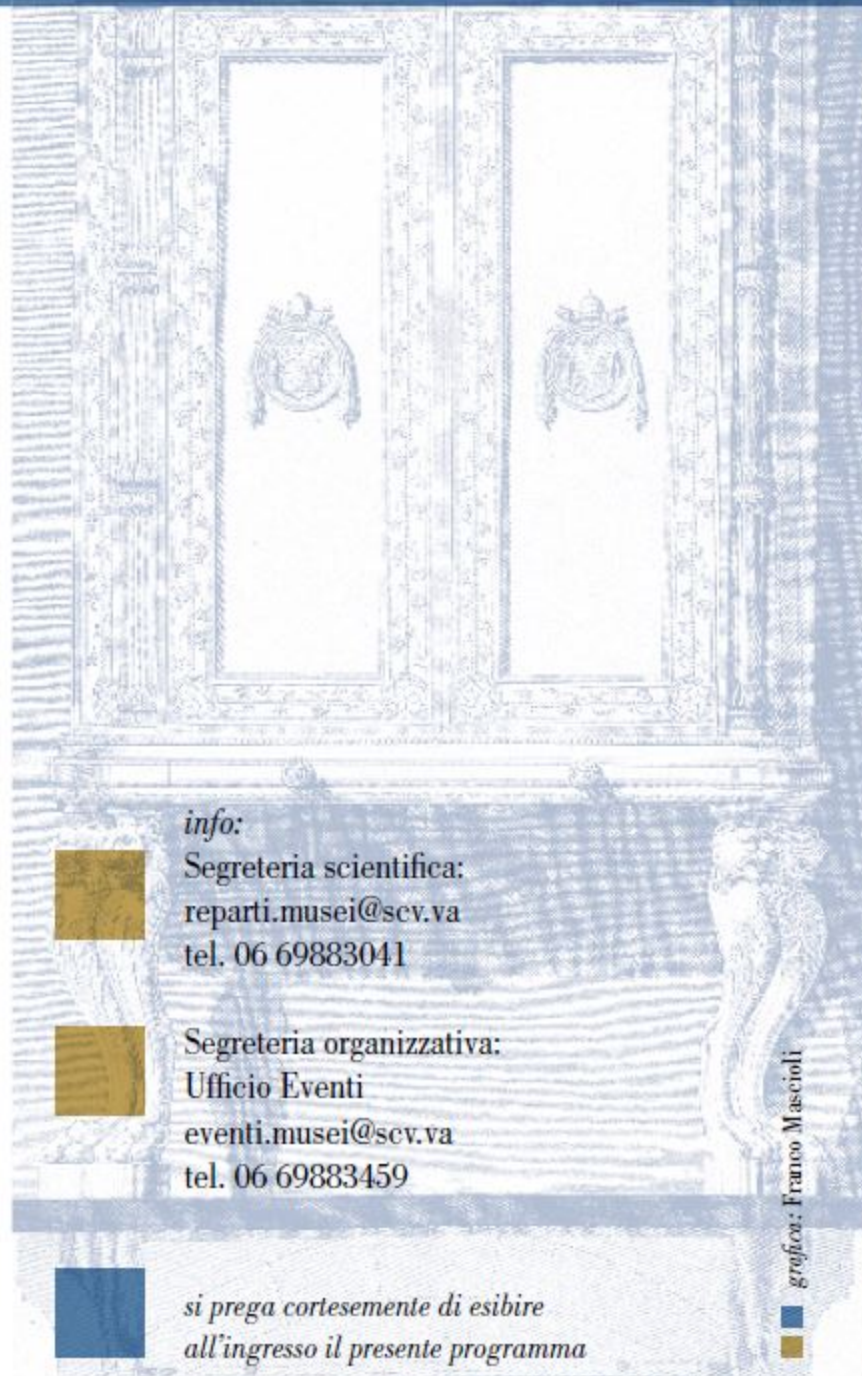 info:
Segreteria scientifica:
reparti.musei@scv.va
tel. 06 69883041
Segreteria organizzativa:
Ufficio Eventi
eventi.musei@scv.va
tel. 06 69883459
si prega cortesemente di esibire
all'ingresso il presente programma
grafica: Franco Mascioli